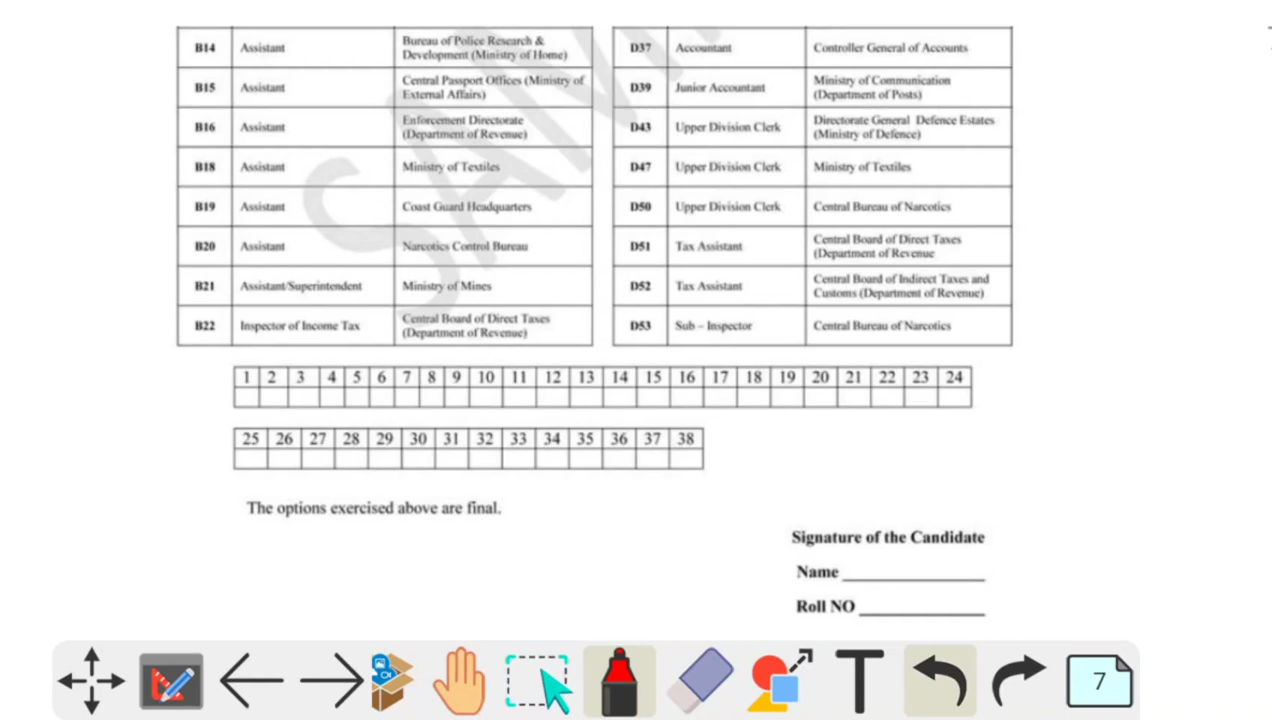 B14 Assistant Bureau of Police Research &
Development (Ministry of Home)
B15 Assistant Central Passport Offices (Ministry of
External Affairs)
B16 Assistant Enforcement Directorate
(Department of Revenue)
B18 Assistant Ministry of Textiles
B19 Assistant Coast Guard Headquarters
B20 Assistant Narcotics Control Bureau
B21 Assistant/Superintendent Ministry of Mines
B22 Inspector of Income Tax Central Board of Direct Taxes
(Department of Revenue)
D37 Accountant Controller General of Accounts
D39 Junior Accountant Ministry of Communication
(Department of Posts)
D43 Upper Division Clerk Directorate General Defence Estates
(Ministry of Defence)
D47 Upper Division Clerk Ministry of Textiles
D50 Upper Division Clerk Central Bureau of Narcotics
D51 Tax Assistant Central Board of Direct Taxes
(Department of Revenue
D52 Tax Assistant Central Board of Indirect Taxes and
Customs (Department of Revenue)
D53 Sub – Inspector Central Bureau of Narcotics
1 2 3 4 5 6 7 8 9 10 11 12 13 14 15 16 17 18 19 20 21 22 23 24
25 26 27 28 29 30 31 32 33 34 35 36 37 38
The options exercised above are final.
Signature of the Candidate
Name
Roll NO
T
7